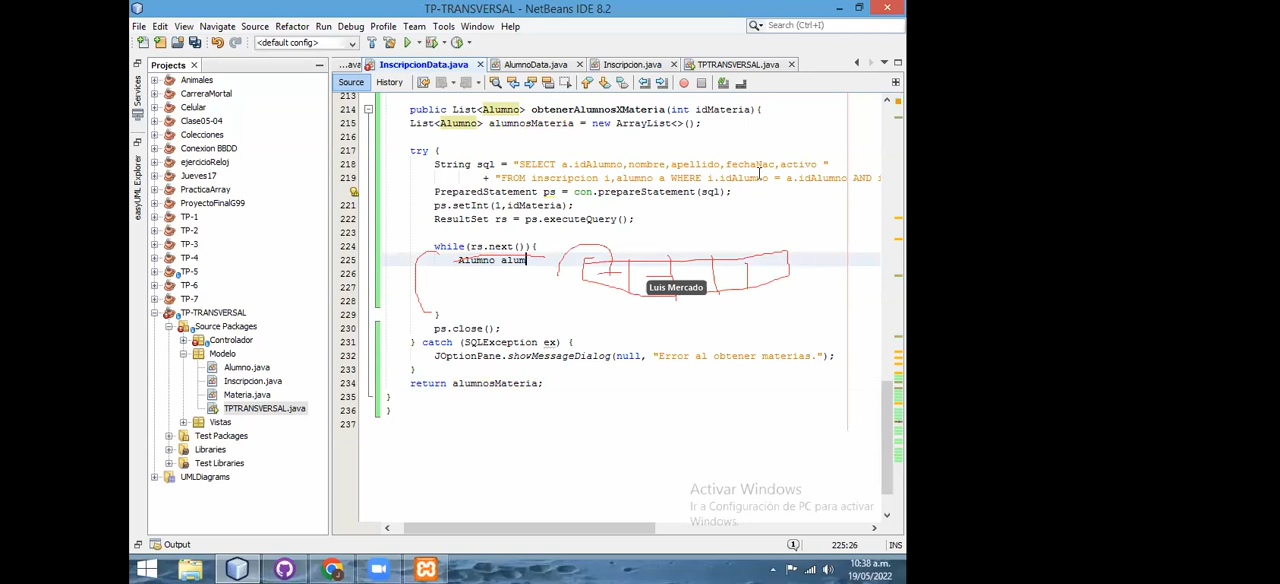 TP-TRANSVERSAL - NetBeans IDE 8.2
File Edit View Navigate Source Refactor Run Debug Profile Team Tools Window Help
Search (Ctrl+I)
<default config>
Projects
...ava InscripcionData.java AlumnoData.java Inscripcion.java TPTRANSVERSAL.java
Source History
Services
easyUML Explorer
Animales
CarreraMortal
Celular
Clase05-04
Colecciones
Conexion BBDD
ejercicioReloj
Jueves17
PracticaArray
ProyectoFinalG99
TP-1
TP-2
TP-3
TP-4
TP-5
TP-6
TP-7
TP-TRANSVERSAL
Source Packages
Controlador
Modelo
Alumno.java
Inscripcion.java
Materia.java
TPTRANSVERSAL.java
Vistas
Test Packages
Libraries
Test Libraries
UMLDiagrams
213
214 public List<Alumno> obtenerAlumnosXMateria(int idMateria){
215 List<Alumno> alumnosMateria = new ArrayList<>();
216
217 try {
218 String sql = "SELECT a.idAlumno,nombre,apellido,fechaNac,activo "
219 + "FROM inscripcion i,alumno a WHERE i.idAlumno = a.idAlumno AND i
PreparedStatement ps = con.prepareStatement(sql);
221 ps.setInt(1,idMateria);
222 ResultSet rs = ps.executeQuery();
223
224 while(rs.next()){
225 Alumno alum
226
227
228
229 }
230 ps.close();
231 } catch (SQLException ex) {
232 JOptionPane.showMessageDialog(null, "Error al obtener materias.");
233 }
234 return alumnosMateria;
235 }
236 }
237
Luis Mercado
Activar Windows
Ir a Configuración de PC para activar
Windows.
Output
1
225:26 INS
10:38 a.m.
19/05/2022